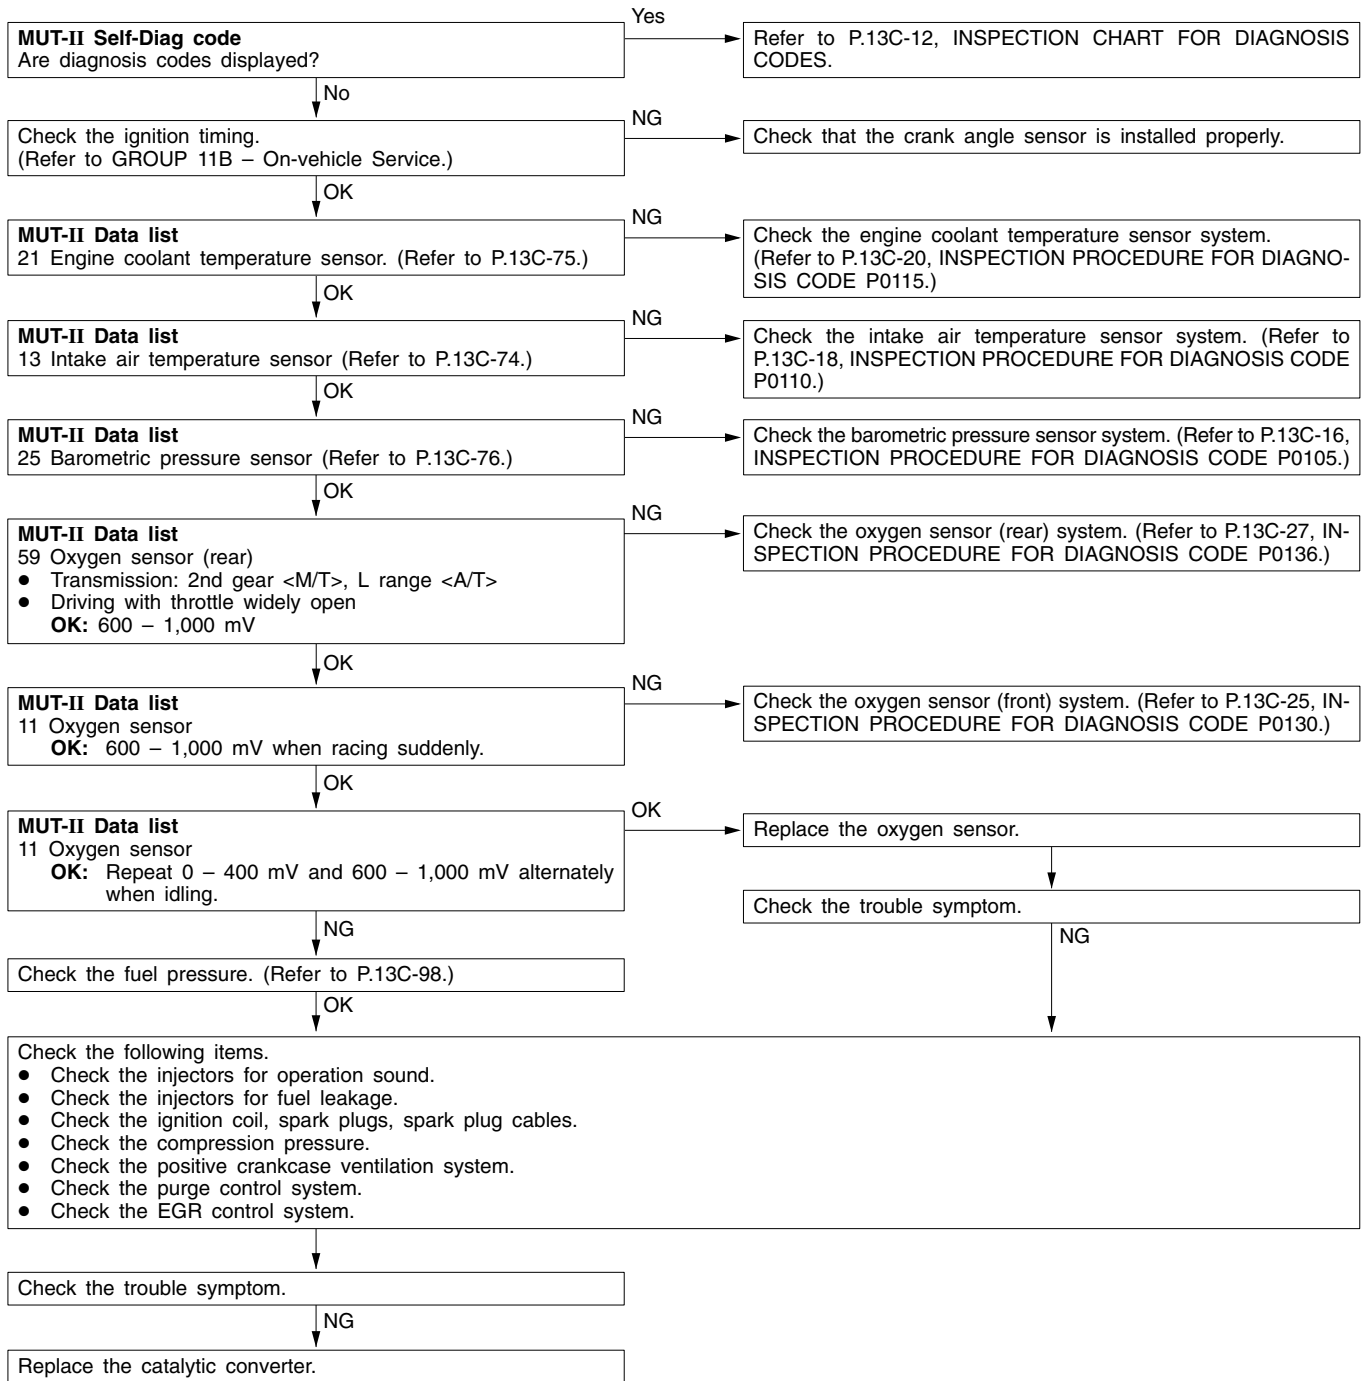 MUT-II Self-Diag code
Are diagnosis codes displayed?
Yes
Refer to P.13C-12, INSPECTION CHART FOR DIAGNOSIS
CODES.
No
Check the ignition timing.
(Refer to GROUP 11B – On-vehicle Service.)
NG
Check that the crank angle sensor is installed properly.
OK
MUT-II Data list
21 Engine coolant temperature sensor. (Refer to P.13C-75.)
NG
Check the engine coolant temperature sensor system.
(Refer to P.13C-20, INSPECTION PROCEDURE FOR DIAGNO-
SIS CODE P0115.)
OK
MUT-II Data list
13 Intake air temperature sensor (Refer to P.13C-74.)
NG
Check the intake air temperature sensor system. (Refer to
P.13C-18, INSPECTION PROCEDURE FOR DIAGNOSIS CODE
P0110.)
OK
MUT-II Data list
25 Barometric pressure sensor (Refer to P.13C-76.)
NG
Check the barometric pressure sensor system. (Refer to P.13C-16,
INSPECTION PROCEDURE FOR DIAGNOSIS CODE P0105.)
OK
MUT-II Data list
59 Oxygen sensor (rear)
● Transmission: 2nd gear <M/T>, L range <A/T>
● Driving with throttle widely open
OK: 600 – 1,000 mV
NG
Check the oxygen sensor (rear) system. (Refer to P.13C-27, IN-
SPECTION PROCEDURE FOR DIAGNOSIS CODE P0136.)
OK
MUT-II Data list
11 Oxygen sensor
OK: 600 – 1,000 mV when racing suddenly.
NG
Check the oxygen sensor (front) system. (Refer to P.13C-25, IN-
SPECTION PROCEDURE FOR DIAGNOSIS CODE P0130.)
OK
MUT-II Data list
11 Oxygen sensor
OK: Repeat 0 – 400 mV and 600 – 1,000 mV alternately
when idling.
OK
Replace the oxygen sensor.
Check the trouble symptom.
NG
NG
Check the fuel pressure. (Refer to P.13C-98.)
OK
Check the following items.
● Check the injectors for operation sound.
● Check the injectors for fuel leakage.
● Check the ignition coil, spark plugs, spark plug cables.
● Check the compression pressure.
● Check the positive crankcase ventilation system.
● Check the purge control system.
● Check the EGR control system.
Check the trouble symptom.
NG
Replace the catalytic converter.